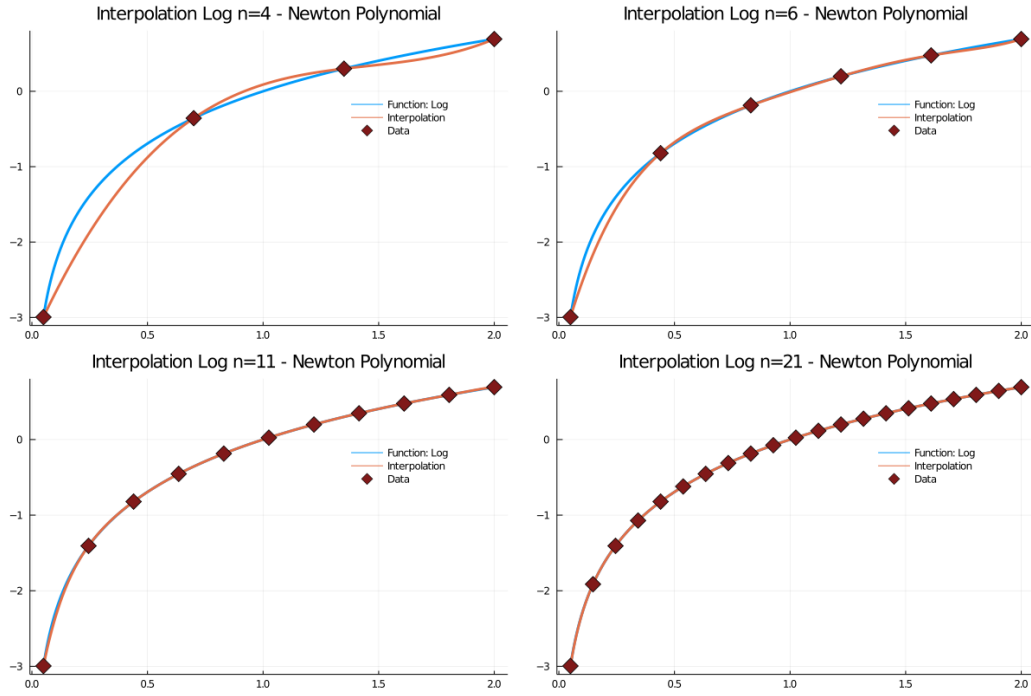 Interpolation Log n=4 - Newton Polynomial
0
−1
−2
−3
0.0 0.5 1.0 1.5 2.0
Function: Log
Interpolation
Data
Interpolation Log n=6 - Newton Polynomial
0
−1
−2
−3
0.0 0.5 1.0 1.5 2.0
Function: Log
Interpolation
Data
Interpolation Log n=11 - Newton Polynomial
0
−1
−2
−3
0.0 0.5 1.0 1.5 2.0
Function: Log
Interpolation
Data
Interpolation Log n=21 - Newton Polynomial
0
−1
−2
−3
0.0 0.5 1.0 1.5 2.0
Function: Log
Interpolation
Data